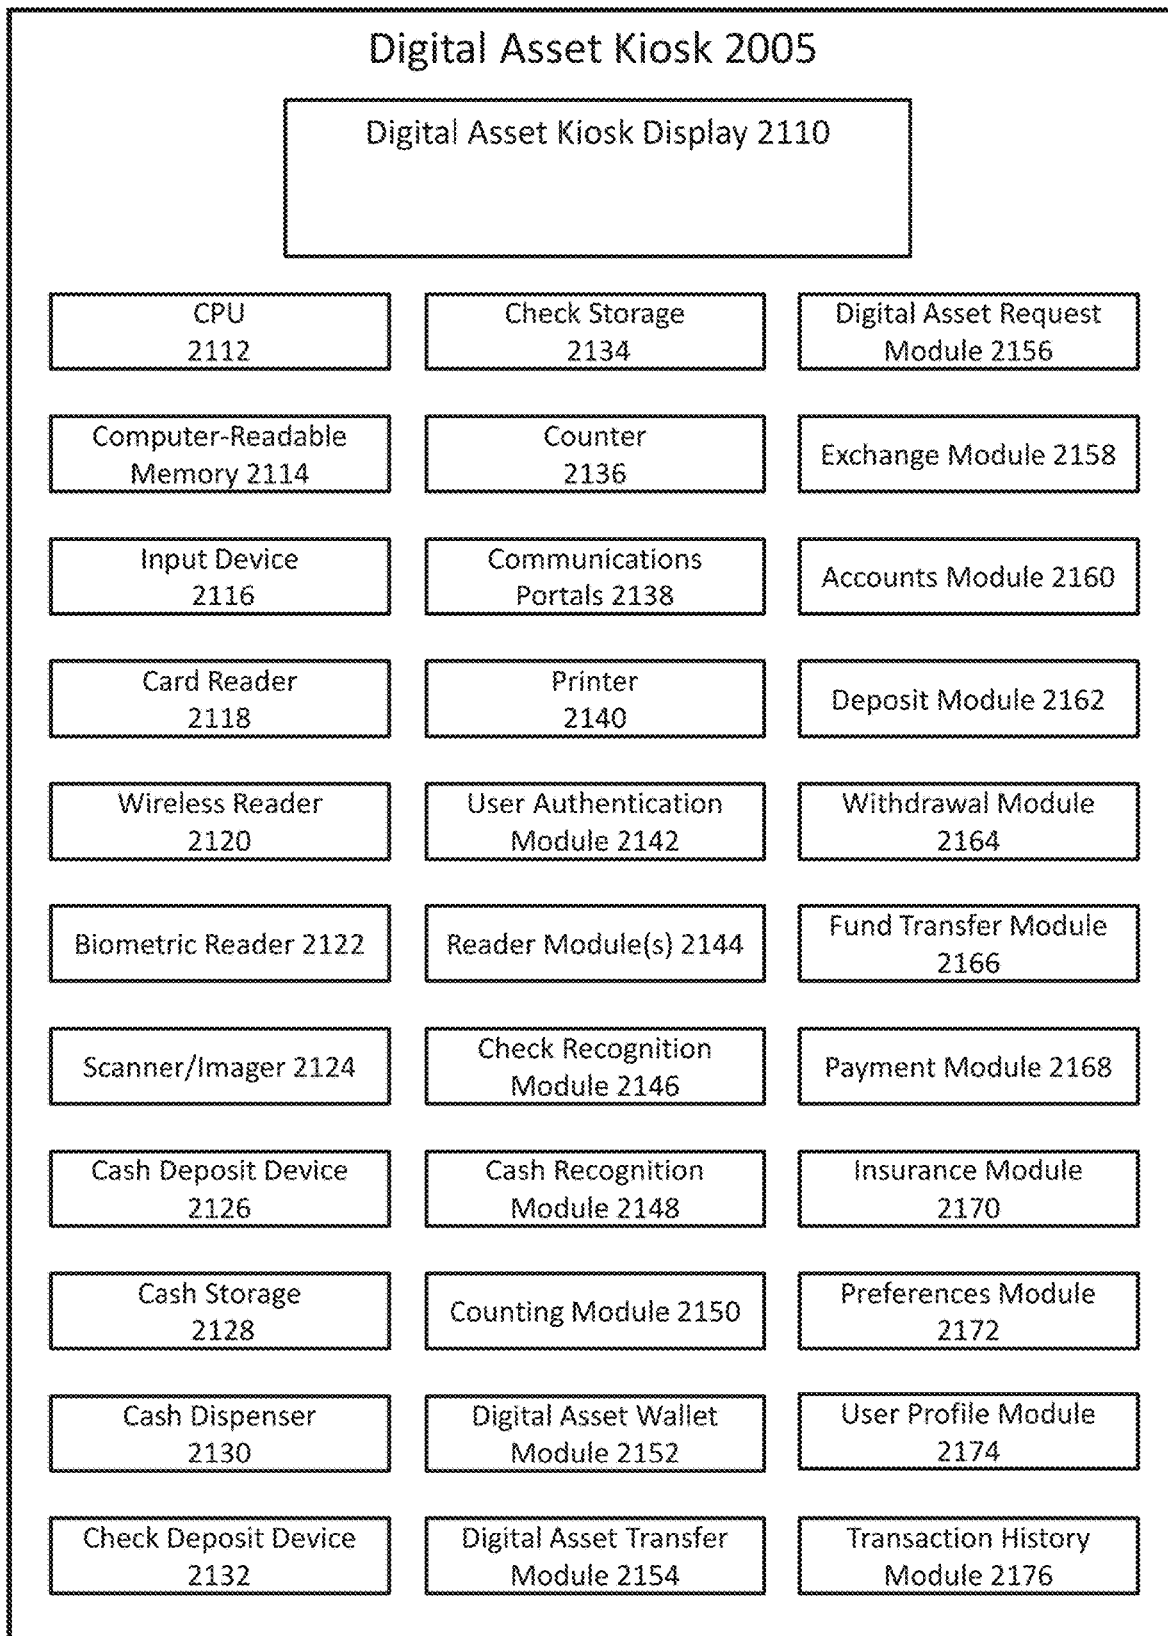 Digital Asset Kiosk 2005
Digital Asset Kiosk Display 2110
CPU
2112
Computer-Readable
Memory 2114
Input Device
2116
Card Reader
2118
Wireless Reader
2120
Biometric Reader 2122
Scanner/Imager 2124
Cash Deposit Device
2126
Cash Storage
2128
Cash Dispenser
2130
Check Deposit Device
2132
Check Storage
2134
Counter
2136
Communications
Portals 2138
Printer
2140
User Authentication
Module 2142
Reader Module(s) 2144
Check Recognition
Module 2146
Cash Recognition
Module 2148
Counting Module 2150
Digital Asset Wallet
Module 2152
Digital Asset Transfer
Module 2154
Digital Asset Request
Module 2156
Exchange Module 2158
Accounts Module 2160
Deposit Module 2162
Withdrawal Module
2164
Fund Transfer Module
2166
Payment Module 2168
Insurance Module
2170
Preferences Module
2172
User Profile Module
2174
Transaction History
Module 2176